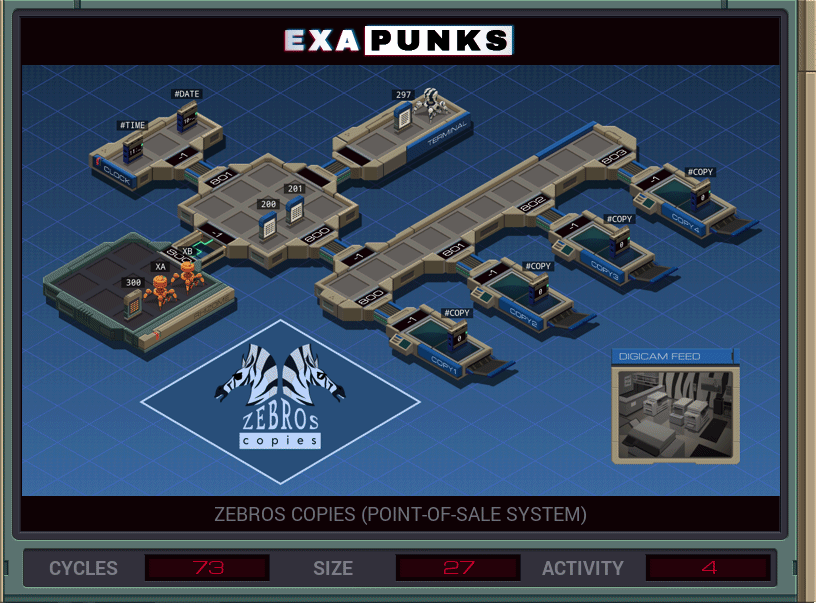 EXAPUNKS
#DATE
#TIME
297
-1
TERMINAL
CLOCK
801
803
201
200
-1
#COPY
-1
800
802
COPY4
XB
#COPY
XA
-1
-1
COPY3
300
801
#COPY
-1
800
COPY2
#COPY
-1
COPY1
DIGICAM FEED
ZEBROS
copies
ZEBROS COPIES (POINT-OF-SALE SYSTEM)
CYCLES 73 SIZE 27 ACTIVITY 4